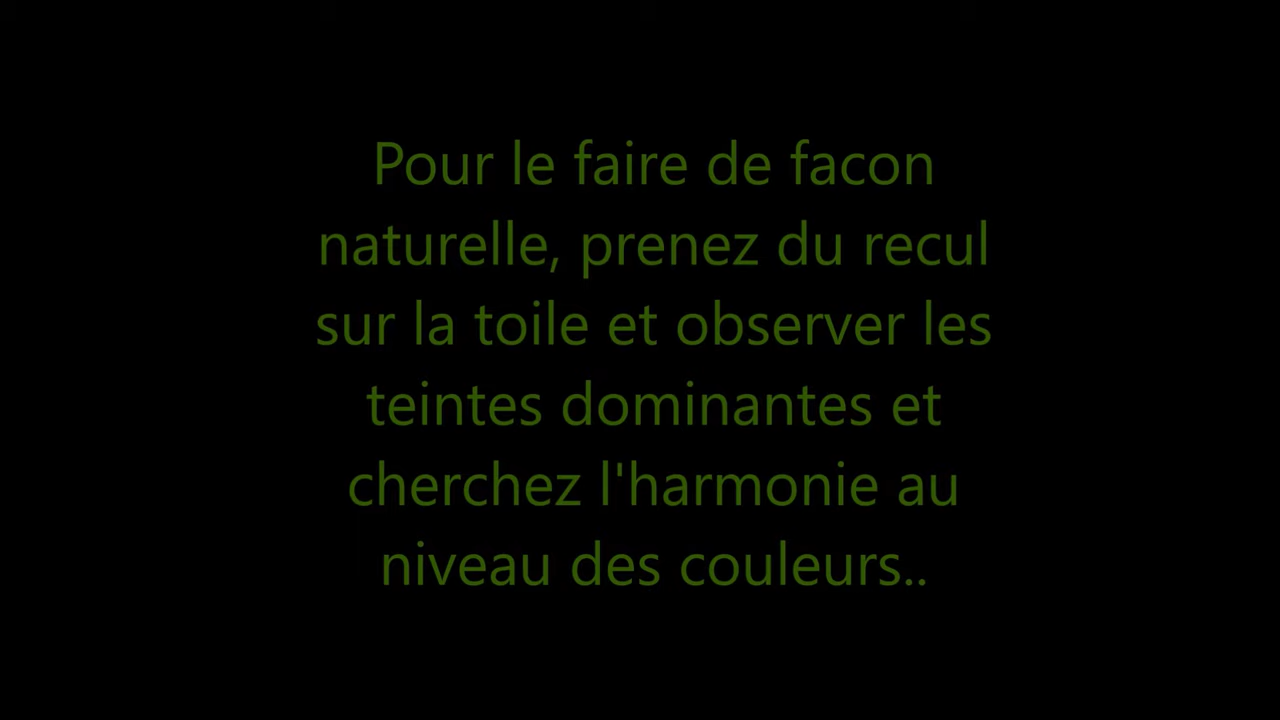 Pour le faire de facon
naturelle, prenez du recul
sur la toile et observer les
teintes dominantes et
cherchez l'harmonie au
niveau des couleurs..